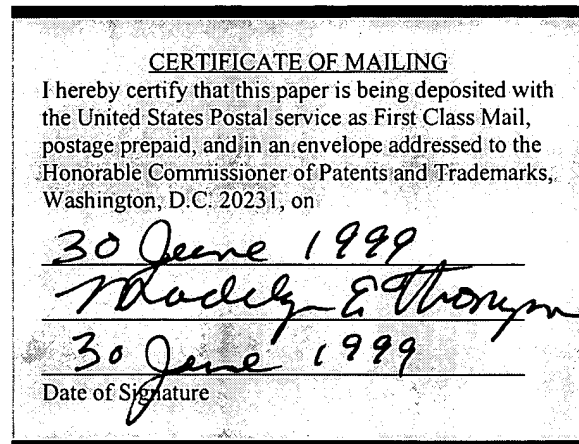 CERTIFICATE OF MAILING
I hereby certify that this paper is being deposited with
the United States Postal service as First Class Mail,
postage prepaid, and in an envelope addressed to the
Honorable Commissioner of Patents and Trademarks,
Washington, D.C. 20231, on
30 June 1999
Madelyn E Thompson
30 June 1999
Date of Signature